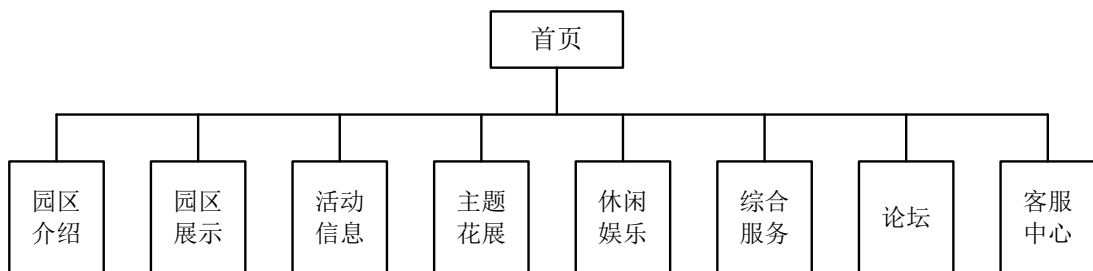 首页
园区
介绍
园区
展示
活动
信息
主题
花展
休闲
娱乐
综合
服务
论坛
客服
中心